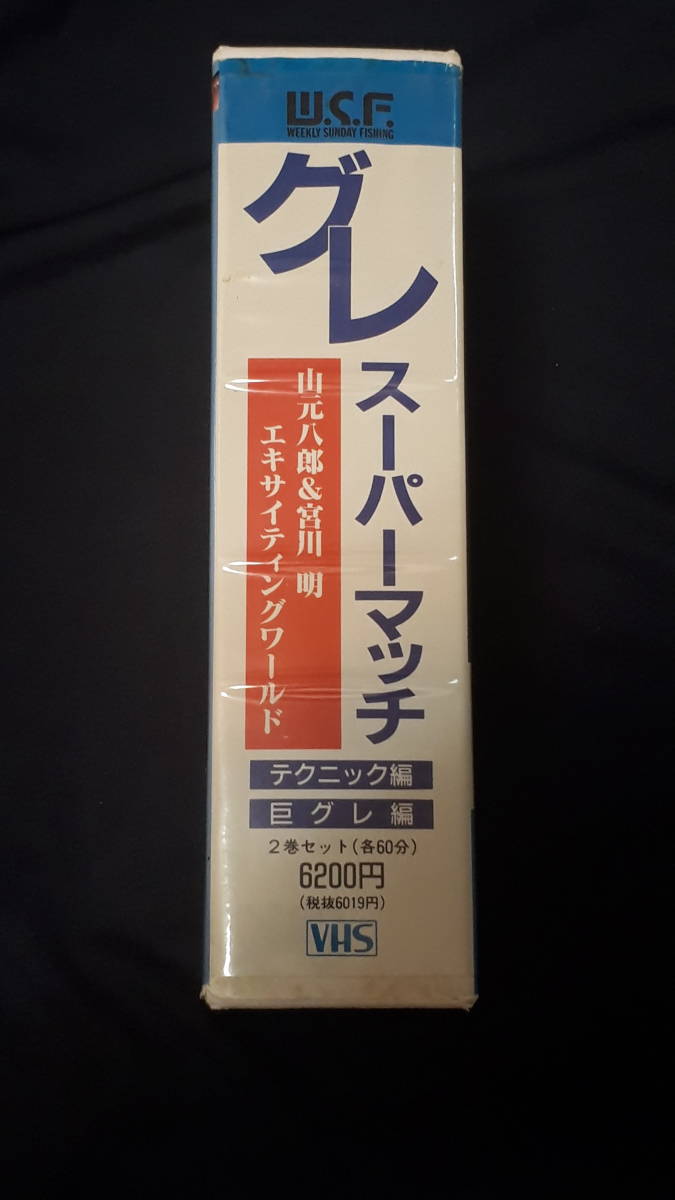 W.S.F.
WEEKLY SUNDAY FISHING
グレ
スーパーマッチ
山元八郎&宮川 明
エキサイティングワールド
テクニック編
巨グレ編
2巻セット(各60分)
6200円
(税抜6019円)
VHS